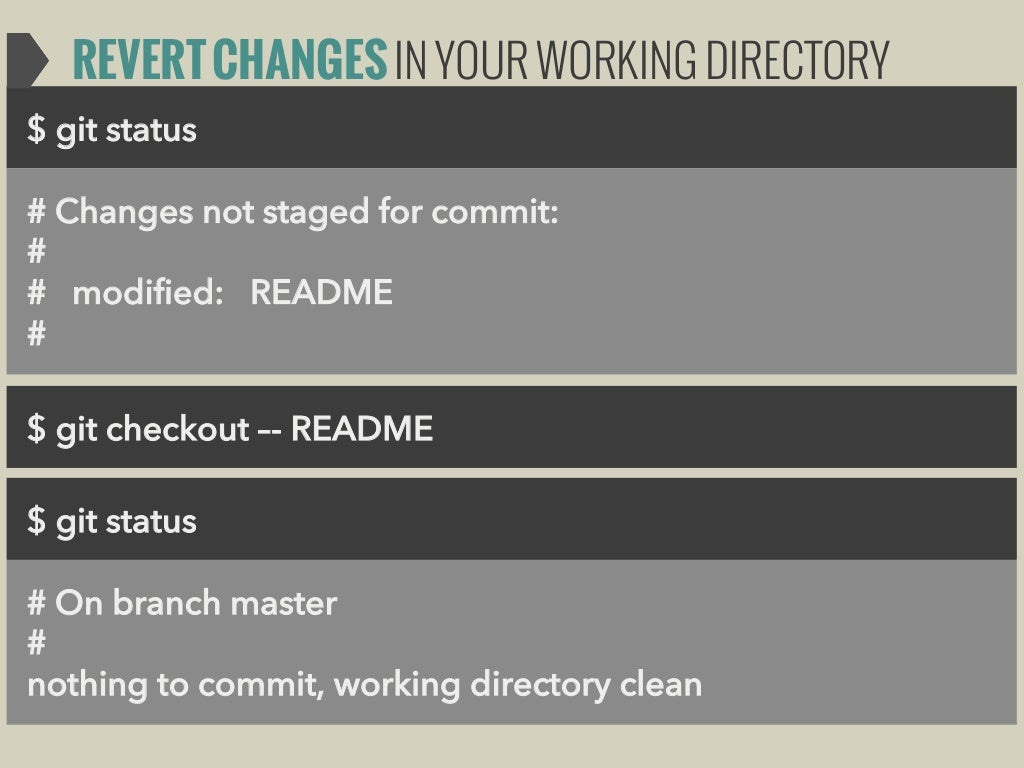 REVERT CHANGES IN YOUR WORKING DIRECTORY
$ git status
# Changes not staged for commit:
#
# modified: README
#
$ git checkout –- README
$ git status
# On branch master
#
nothing to commit, working directory clean